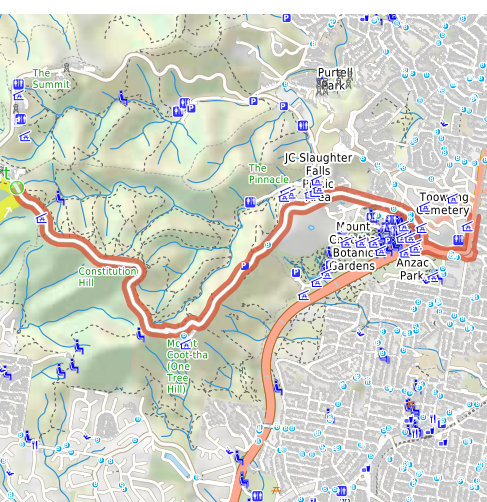 The
Summit
Purtell
Park
JC Slaughter
Falls
The
Pinnacle
Toowong
Cemetery
Mount
Botanic
Gardens
Anzac
Park
Constitution
Hill
Mount
Coot-tha
(One
Tree
Hill)
t